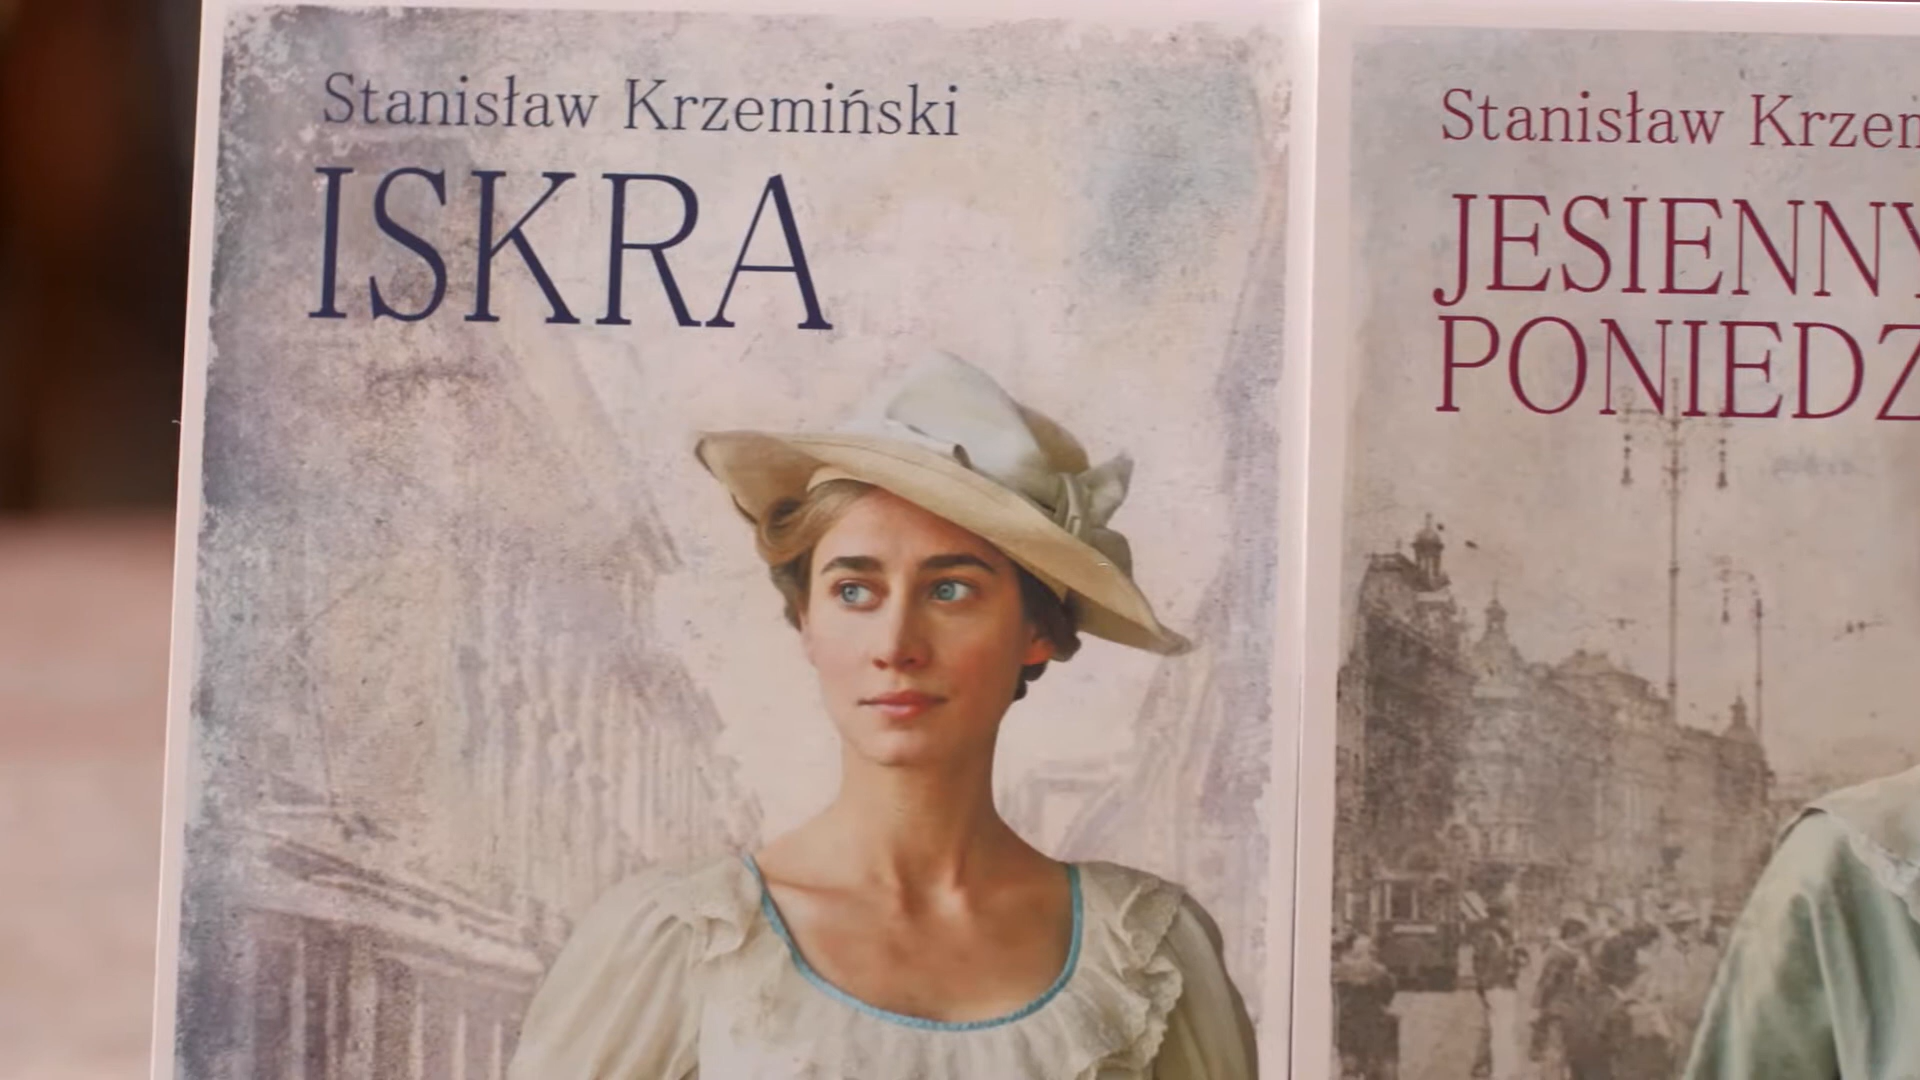 Stanisław Krzemiński
ISKRA
Stanisław Krzem
JESIENNY
PONIEDZ